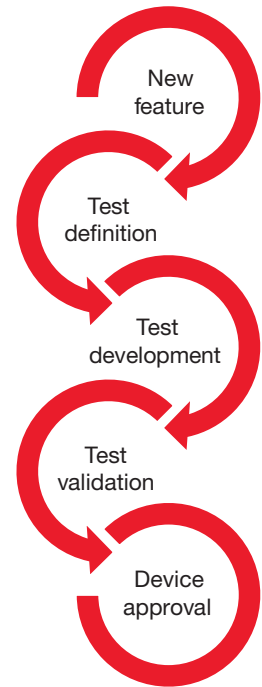 New
feature
Test
definition
Test
development
Test
validation
Device
approval